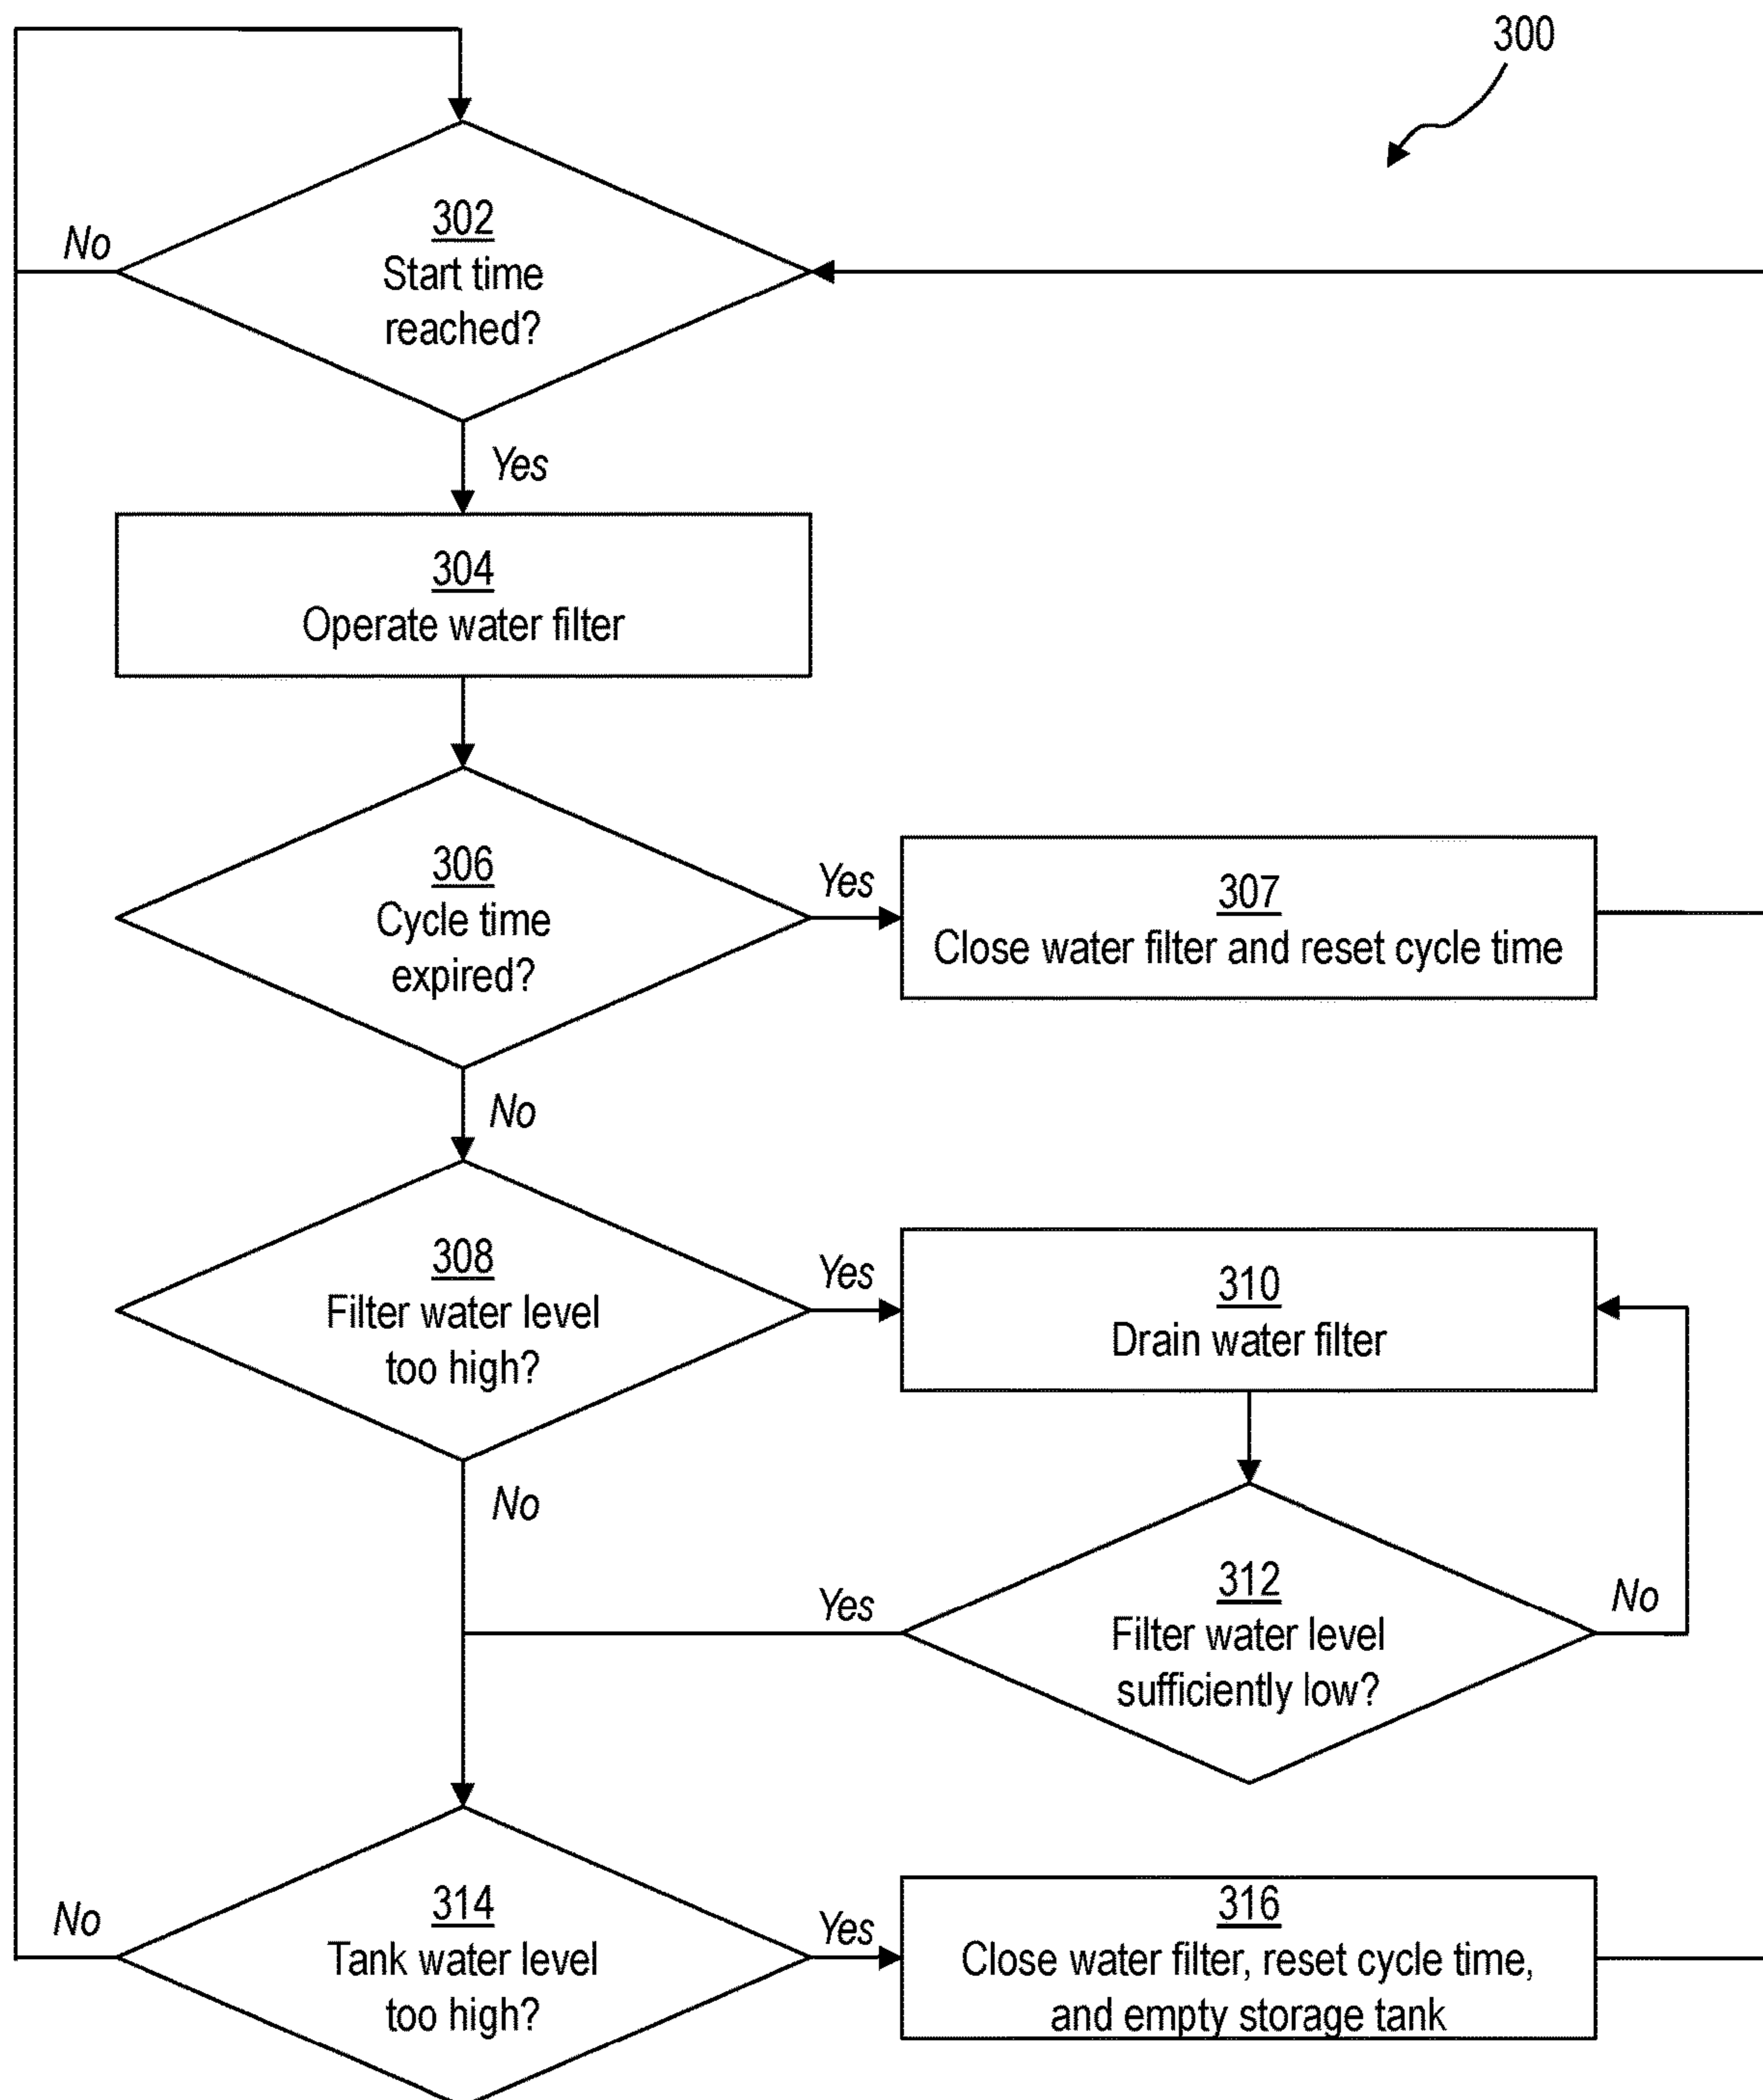 300
302
Start time
reached?
No
Yes
304
Operate water filter
306
Cycle time
expired?
Yes
307
Close water filter and reset cycle time
No
308
Filter water level
too high?
Yes
310
Drain water filter
No
312
Filter water level
sufficiently low?
Yes
No
314
Tank water level
too high?
No
Yes
316
Close water filter, reset cycle time,
and empty storage tank